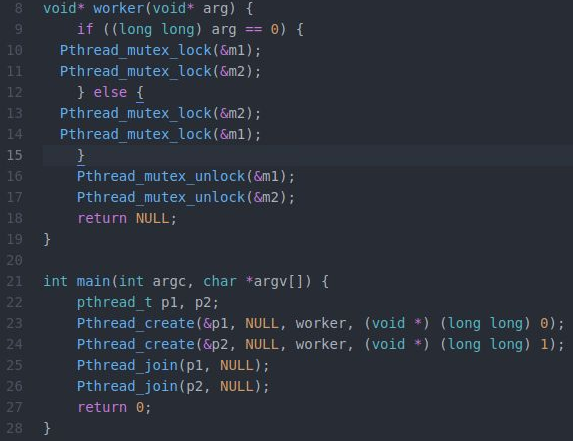 8 void* worker(void* arg) {
9     if ((long long) arg == 0) {
10   Pthread_mutex_lock(&m1);
11   Pthread_mutex_lock(&m2);
12     } else {
13   Pthread_mutex_lock(&m2);
14   Pthread_mutex_lock(&m1);
15     }
16     Pthread_mutex_unlock(&m1);
17     Pthread_mutex_unlock(&m2);
18     return NULL;
19 }
20
21 int main(int argc, char *argv[]) {
22     pthread_t p1, p2;
23     Pthread_create(&p1, NULL, worker, (void *) (long long) 0);
24     Pthread_create(&p2, NULL, worker, (void *) (long long) 1);
25     Pthread_join(p1, NULL);
26     Pthread_join(p2, NULL);
27     return 0;
28 }